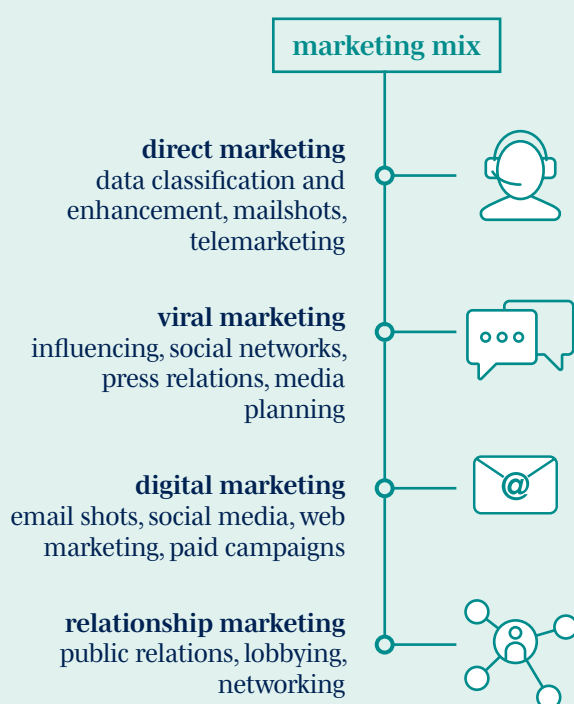 marketing mix
direct marketing
data classification and
enhancement, mailshots,
telemarketing
viral marketing
influencing, social networks,
press relations, media
planning
digital marketing
email shots, social media, web
marketing, paid campaigns
@
relationship marketing
public relations, lobbying,
networking